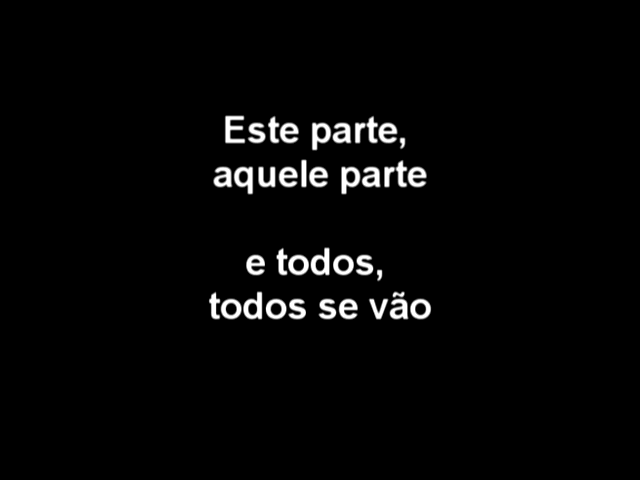 Este parte,
aquele parte
e todos,
todos se vão